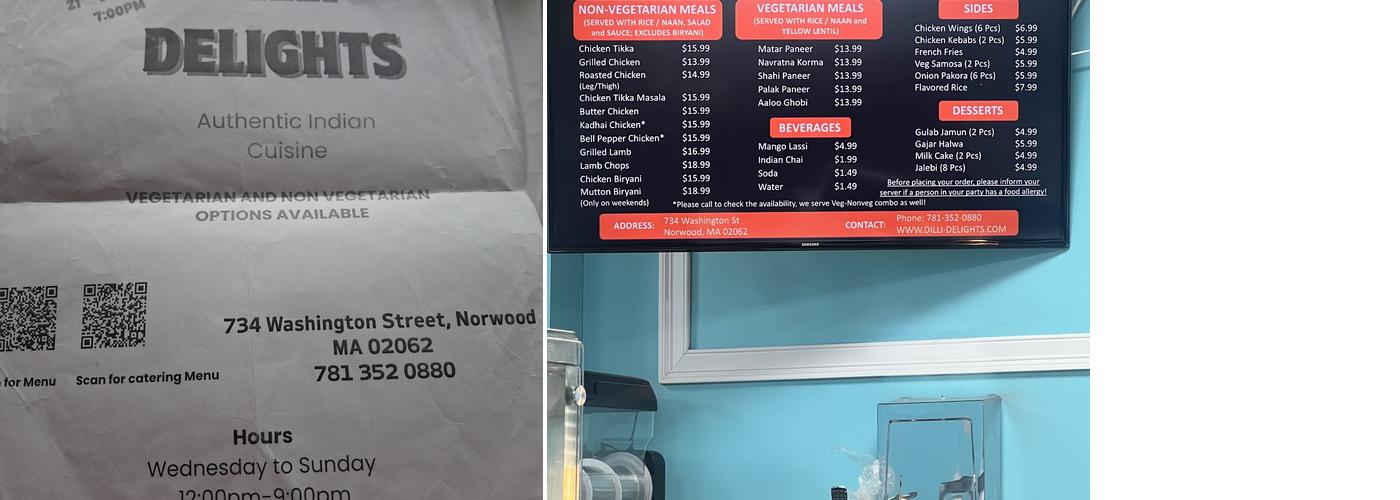 21
7:00PM
DELIGHTS
Authentic Indian
Cuisine
VEGETARIAN AND NON VEGETARIAN
OPTIONS AVAILABLE
for Menu
Scan for catering Menu
734 Washington Street, Norwood
MA 02062
781 352 0880
Hours
Wednesday to Sunday
12:00pm-9:00pm
NON-VEGETARIAN MEALS
(SERVED WITH RICE / NAAN, SALAD
and SAUCE; EXCLUDES BIRYANI)
Chicken Tikka $15.99
Grilled Chicken $13.99
Roasted Chicken $14.99
(Leg/Thigh)
Chicken Tikka Masala $15.99
Butter Chicken $15.99
Kadhai Chicken* $15.99
Bell Pepper Chicken* $15.99
Grilled Lamb $16.99
Lamb Chops $18.99
Chicken Biryani $15.99
Mutton Biryani $18.99
(Only on weekends)
VEGETARIAN MEALS
(SERVED WITH RICE / NAAN and
YELLOW LENTIL)
Matar Paneer $13.99
Navratna Korma $13.99
Shahi Paneer $13.99
Palak Paneer $13.99
Aaloo Ghobi $13.99
BEVERAGES
Mango Lassi $4.99
Indian Chai $1.99
Soda $1.49
Water $1.49
SIDES
Chicken Wings (6 Pcs) $6.99
Chicken Kebabs (2 Pc) $5.99
French Fries $4.99
Veg Samosa (2 Pcs) $5.99
Onion Pakora (6 Pcs) $5.99
Flavored Rice $7.99
DESSERTS
Gulab Jamun (2 Pcs) $4.99
Gajar Halwa $5.99
Milk Cake (2 Pcs) $4.99
Jalebi (8 Pcs) $4.99
Before placing your order, please inform your
server if a person in your party has a food allergy!
*Please call to check the availability, we serve Veg-Nonveg combo as well!
ADDRESS: 734 Washington St
Norwood, MA 02062
CONTACT: Phone: 781-352-0880
WWW.DILLI-DELIGHTS.COM
SAMSUNG